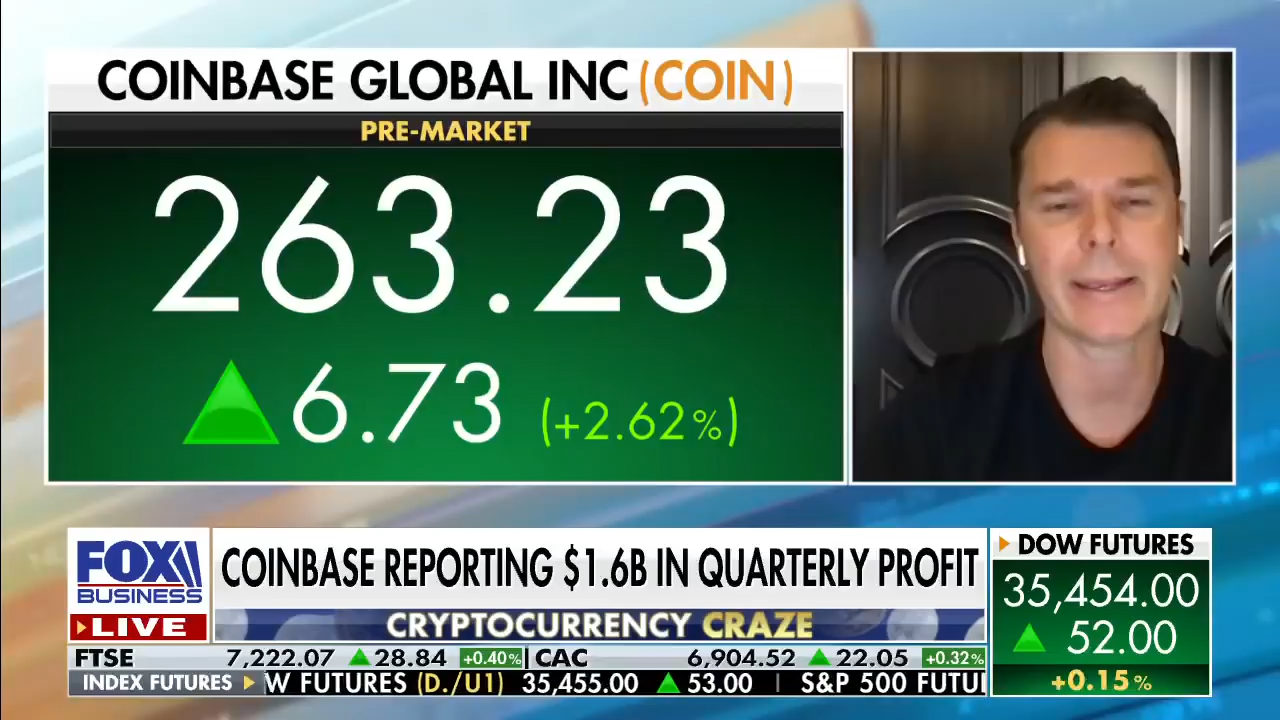 COINBASE GLOBAL INC (COIN)
PRE-MARKET
263.23
6.73 (+2.62%)
FOX
BUSINESS
LIVE
COINBASE REPORTING $1.6B IN QUARTERLY PROFIT
CRYPTOCURRENCY CRAZE
DOW FUTURES
35,454.00
52.00
+0.15%
FTSE 7,222.07 28.84 +0.40% CAC 6,904.52 22.05 +0.32%
INDEX FUTURES W FUTURES (D./U1) 35,455.00 53.00 S&P 500 FUTU